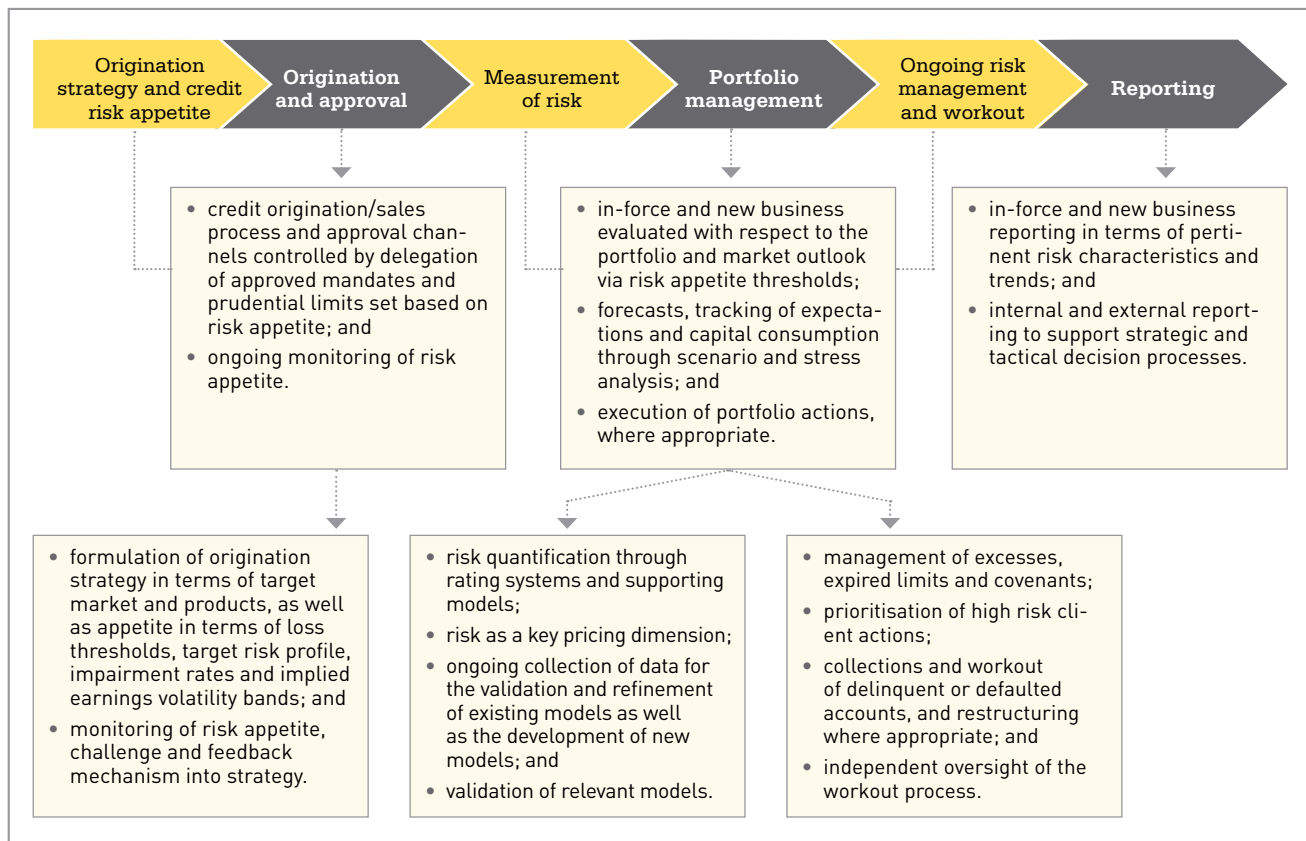 Origination
strategy and credit
risk appetite
Origination
and approval
Measurement
of risk
Portfolio
management
Ongoing risk
management
and workout
Reporting
• credit origination/sales
process and approval chan-
nels controlled by delegation
of approved mandates and
prudential limits set based on
risk appetite; and
• ongoing monitoring of risk
appetite.
• in-force and new business
evaluated with respect to the
portfolio and market outlook
via risk appetite thresholds;
• forecasts, tracking of expecta-
tions and capital consumption
through scenario and stress
analysis; and
• execution of portfolio actions,
where appropriate.
• in-force and new business
reporting in terms of perti-
nent risk characteristics and
trends; and
• internal and external report-
ing to support strategic and
tactical decision processes.
• formulation of origination
strategy in terms of target
market and products, as well
as appetite in terms of loss
thresholds, target risk profile,
impairment rates and implied
earnings volatility bands; and
• monitoring of risk appetite,
challenge and feedback
mechanism into strategy.
• risk quantification through
rating systems and supporting
models;
• risk as a key pricing dimension;
• ongoing collection of data for
the validation and refinement
of existing models as well
as the development of new
models; and
• validation of relevant models.
• management of excesses,
expired limits and covenants;
• prioritisation of high risk cli-
ent actions;
• collections and workout
of delinquent or defaulted
accounts, and restructuring
where appropriate; and
• independent oversight of the
workout process.